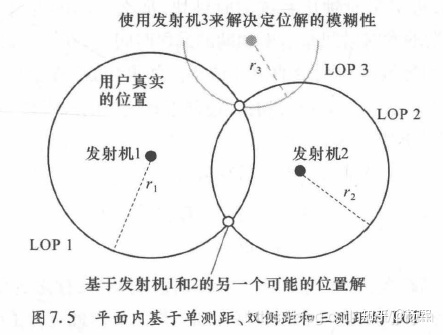 使用发射机3来解决定位解的模糊性
用户真实
的位置
r3
LOP 3
LOP 2
发射机1
发射机2
r1
r2
LOP 1
基于发射机1和2的另一个可能的位置解
图7.5 平面内基于单测距、双测距和三测距的定位